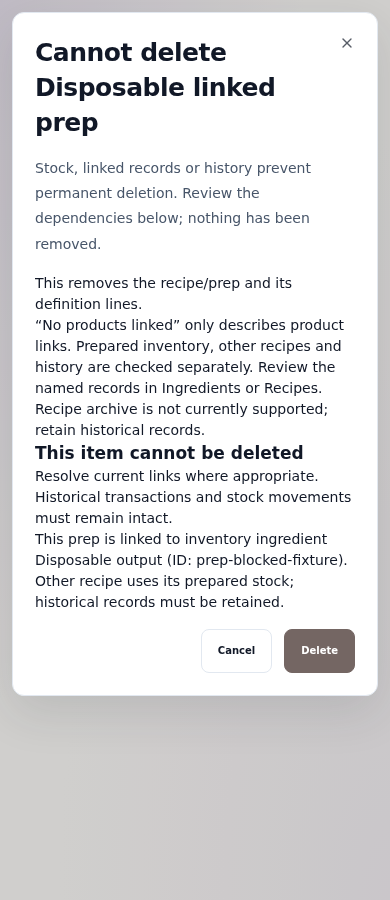 Cannot delete
Disposable linked
prep
×
Stock, linked records or history prevent
permanent deletion. Review the
dependencies below; nothing has been
removed.
This removes the recipe/prep and its
definition lines.
“No products linked” only describes product
links. Prepared inventory, other recipes and
history are checked separately. Review the
named records in Ingredients or Recipes.
Recipe archive is not currently supported;
retain historical records.
This item cannot be deleted
Resolve current links where appropriate.
Historical transactions and stock movements
must remain intact.
This prep is linked to inventory ingredient
Disposable output (ID: prep-blocked-fixture).
Other recipe uses its prepared stock;
historical records must be retained.
Cancel
Delete